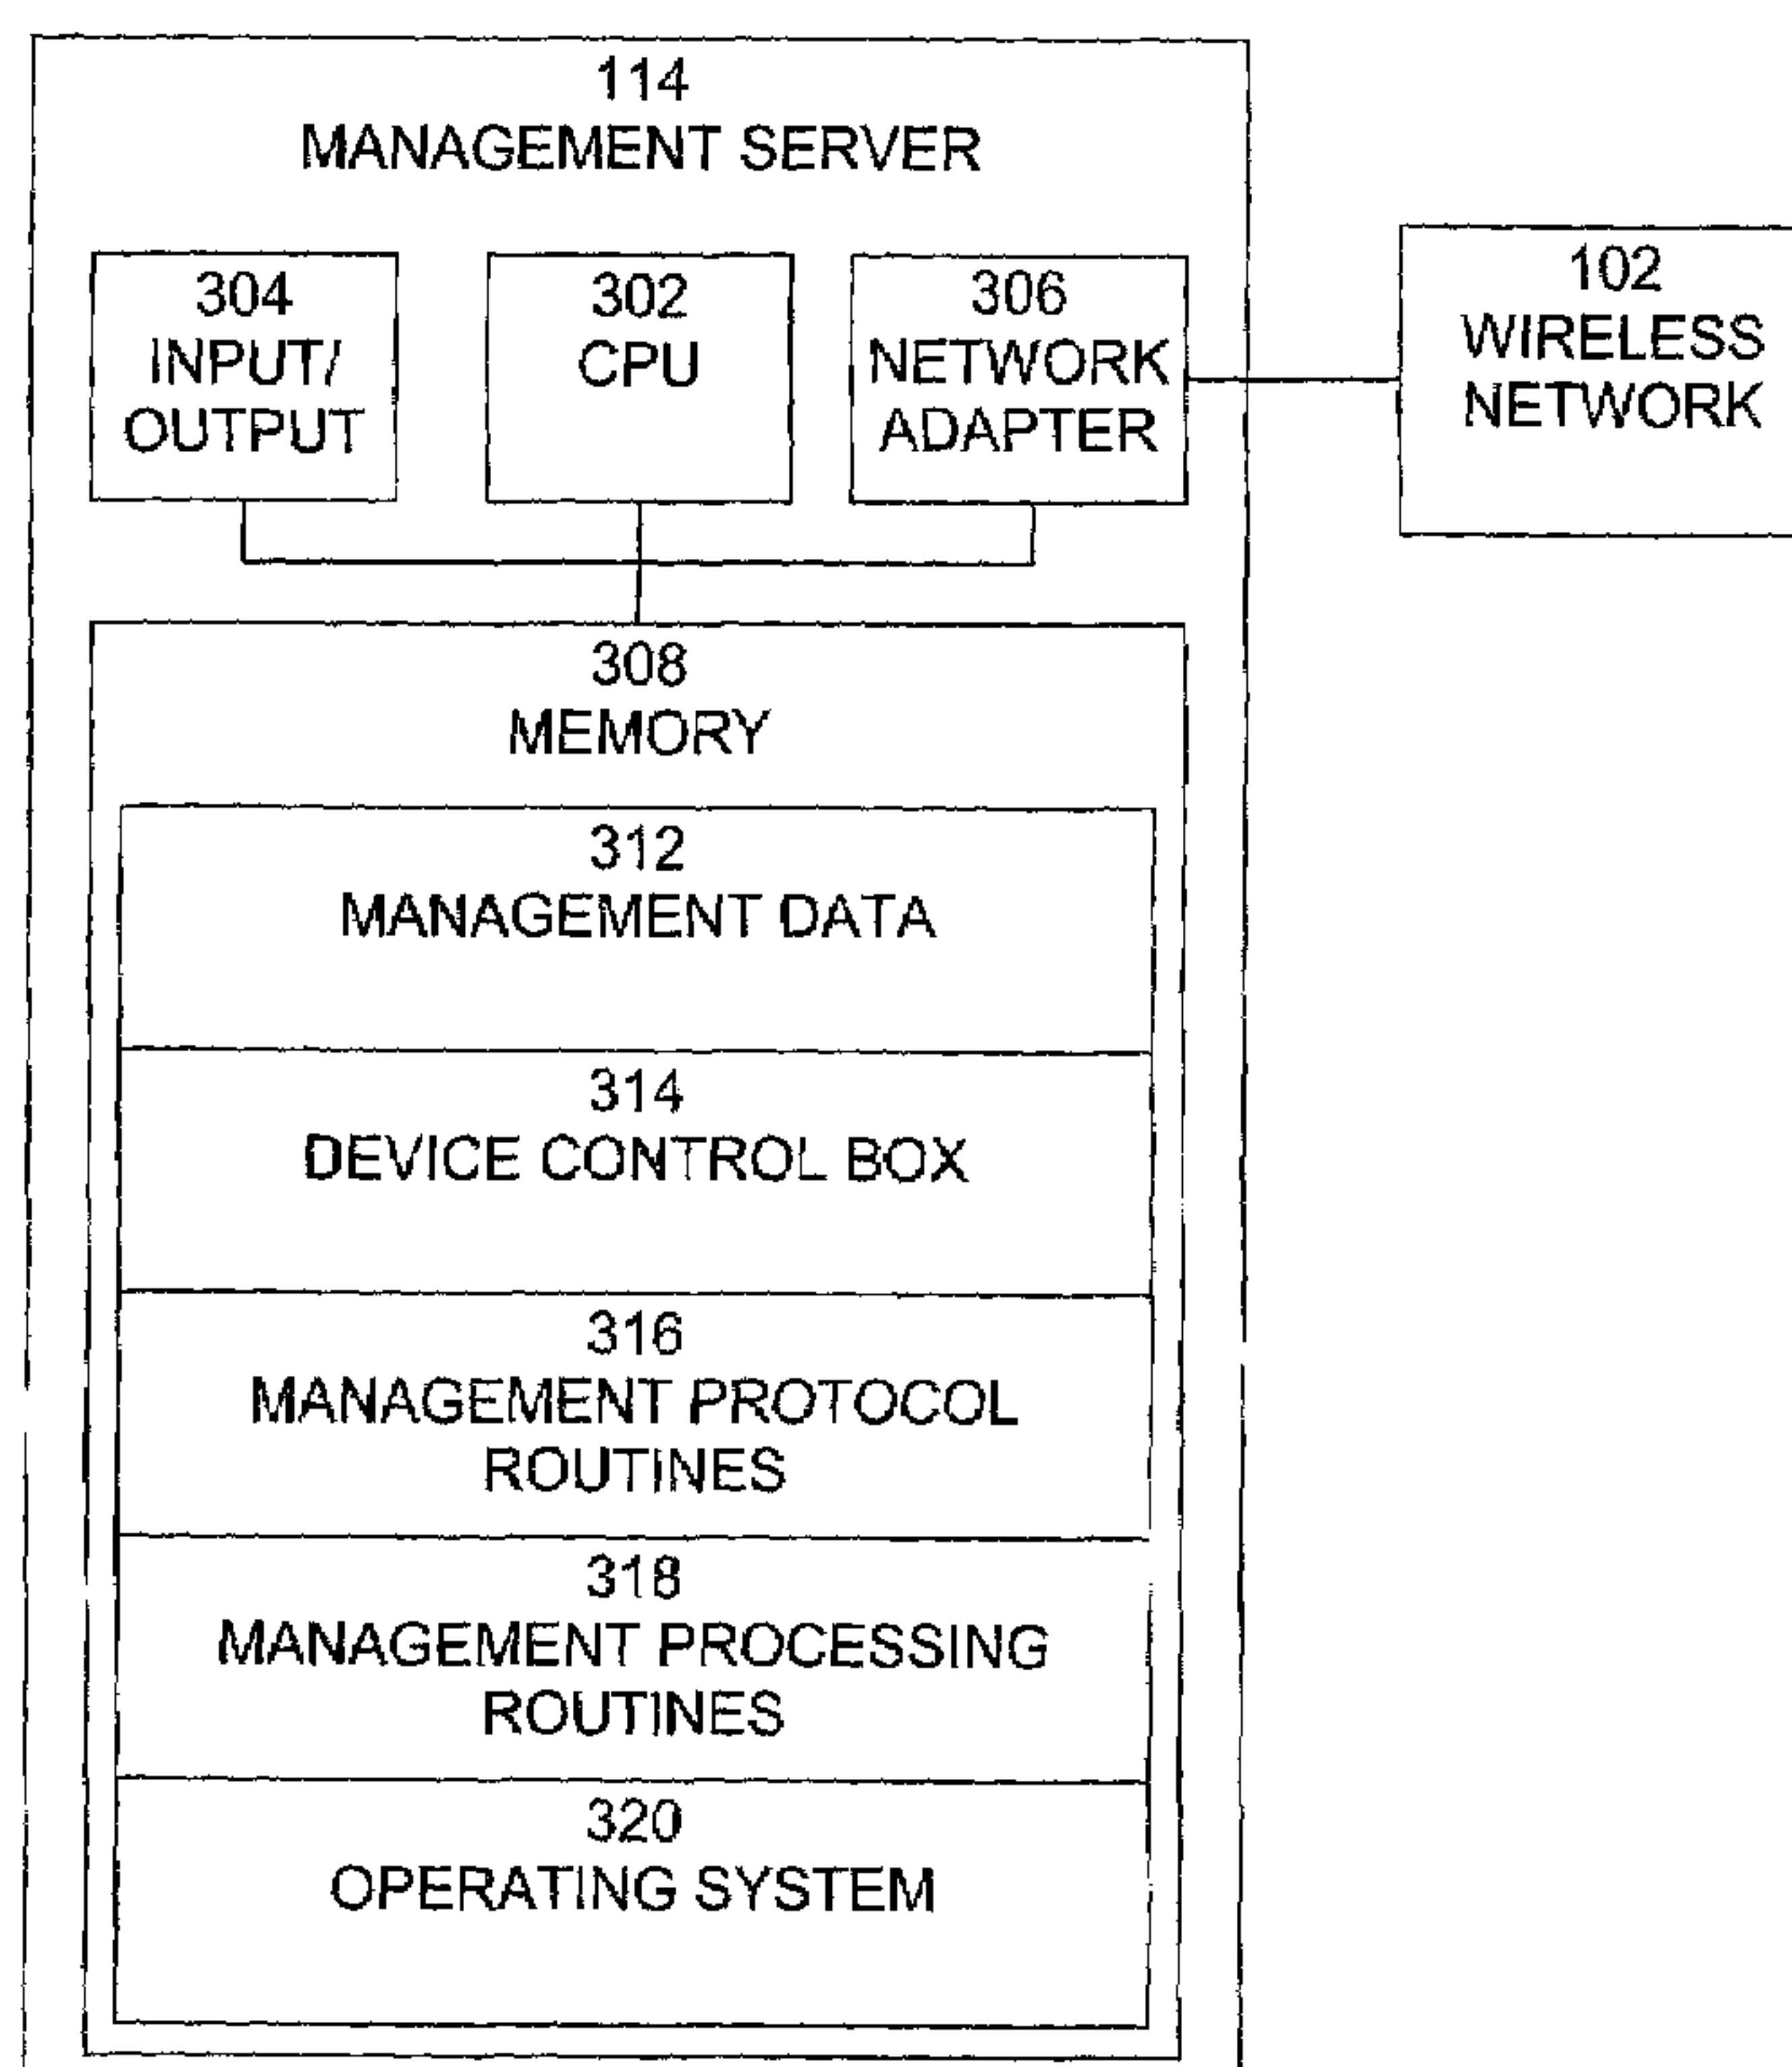 114
MANAGEMENT SERVER
304
INPUT/
OUTPUT
302
CPU
306
NETWORK
ADAPTER
102
WIRELESS
NETWORK
308
MEMORY
312
MANAGEMENT DATA
314
DEVICE CONTROL BOX
316
MANAGEMENT PROTOCOL
ROUTINES
318
MANAGEMENT PROCESSING
ROUTINES
320
OPERATING SYSTEM